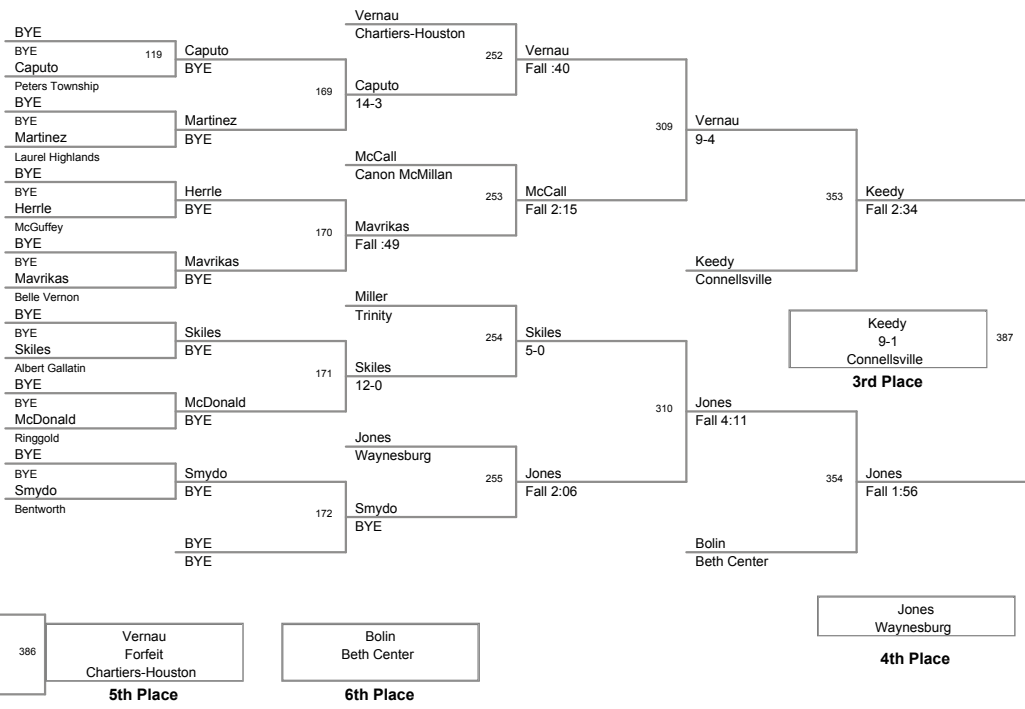 Vernau
Chartiers-Houston
BYE
BYE
119
Caputo
252
Vernau
Caputo
BYE
Fall :40
Peters Township
169
Caputo
BYE
14-3
BYE
Martinez
309
Vernau
Martinez
BYE
9-4
Laurel Highlands
McCall
BYE
Canon McMillan
BYE
Herrle
253
McCall
353
Keedy
Herrle
BYE
Fall 2:15
Fall 2:34
McGuffey
170
Mavrikas
BYE
Fall :49
BYE
Mavrikas
Keedy
Mavrikas
BYE
Connellsville
Belle Vernon
Miller
BYE
Trinity
Keedy
BYE
Skiles
254
Skiles
9-1
387
Skiles
BYE
5-0
Connellsville
Albert Gallatin
171
Skiles
3rd Place
BYE
12-0
BYE
McDonald
310
Jones
McDonald
BYE
Fall 4:11
Ringgold
Jones
BYE
Waynesburg
BYE
Smydo
255
Jones
354
Jones
Smydo
BYE
Fall 2:06
Fall 1:56
Bentworth
172
Smydo
BYE
BYE
Bolin
BYE
Beth Center
Jones
Waynesburg
4th Place
386
Vernau
Forfeit
Chartiers-Houston
5th Place
Bolin
Beth Center
6th Place